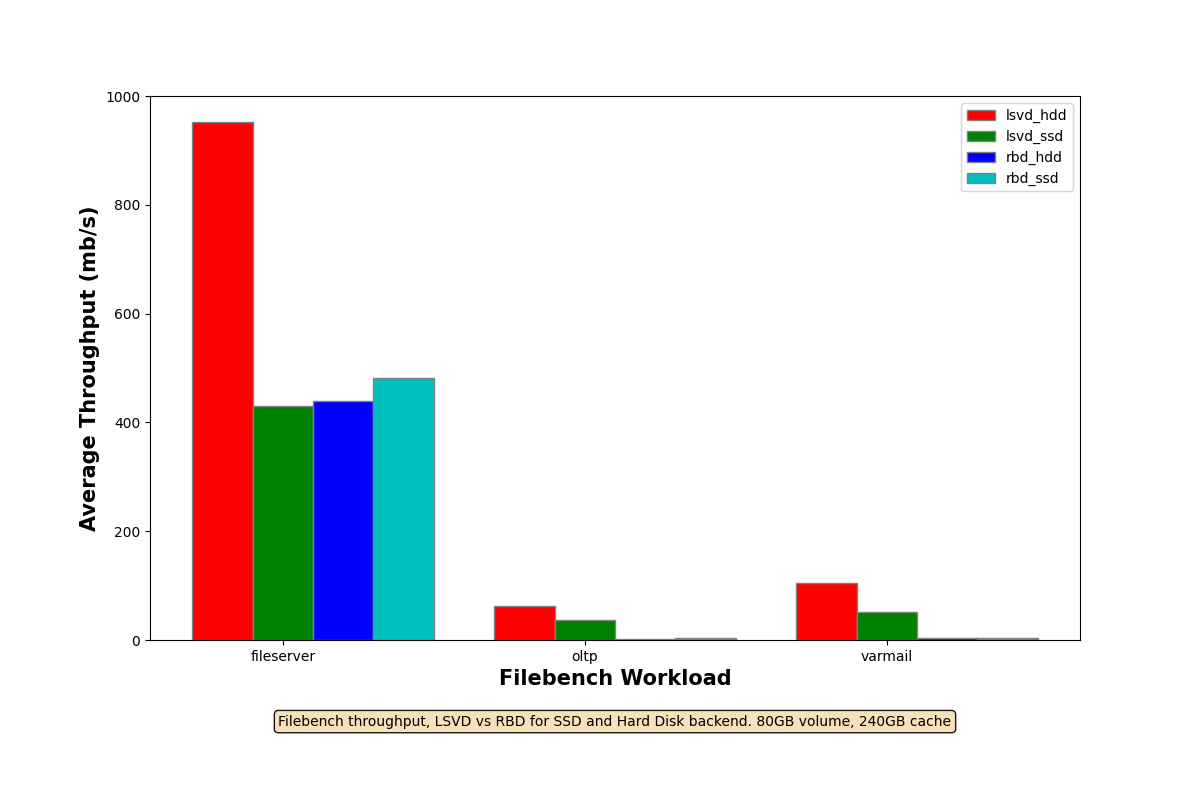 1000
800
600
400
200
0
Average Throughput (mb/s)
lsvd_hdd
lsvd_ssd
rbd_hdd
rbd_ssd
fileserver
oltp
varmail
Filebench Workload
Filebench throughput, LSVD vs RBD for SSD and Hard Disk backend. 80GB volume, 240GB cache